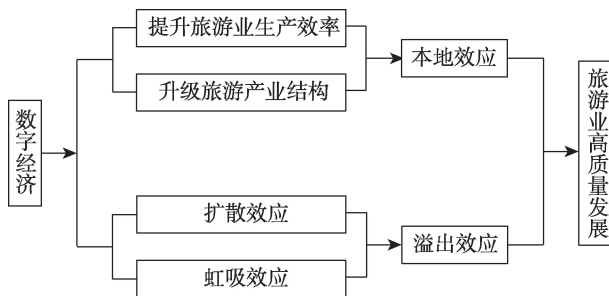 提升旅游业生产效率
本地效应
升级旅游产业结构
数字经济
旅游业高质量发展
扩散效应
溢出效应
虹吸效应